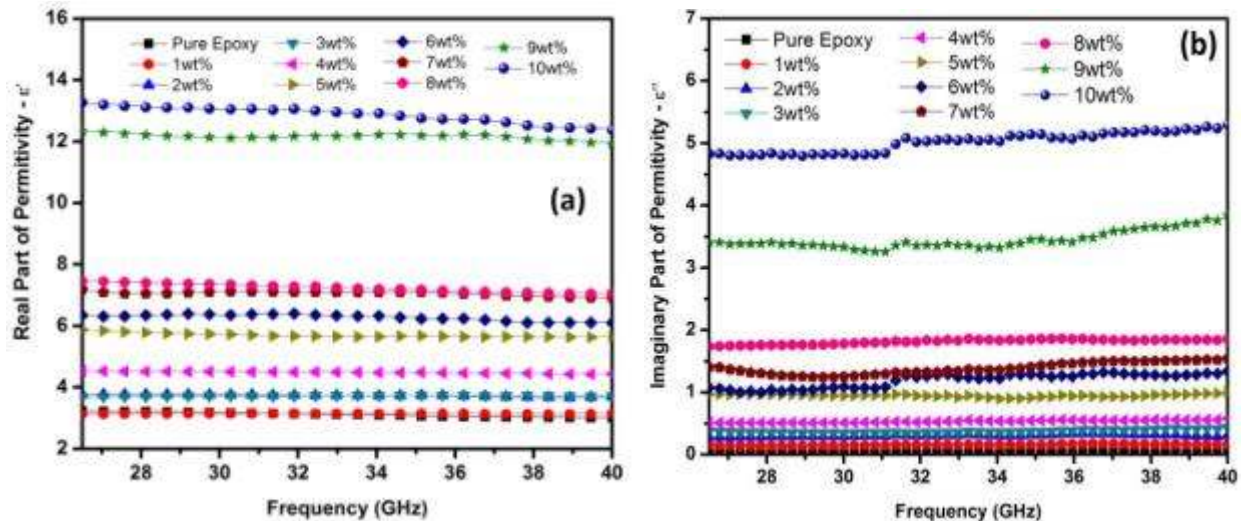 16
14
12
10
8
6
4
2
Real Part of Permitivity - ε'
Pure Epoxy
1wt%
2wt%
3wt%
4wt%
5wt%
6wt%
7wt%
8wt%
9wt%
10wt%
(a)
28 30 32 34 36 38 40
Frequency (GHz)
7
6
5
4
3
2
1
0
Imaginary Part of Permitivity - ε"
Pure Epoxy
1wt%
2wt%
3wt%
4wt%
5wt%
6wt%
7wt%
8wt%
9wt%
10wt%
(b)
28 30 32 34 36 38 40
Frequency (GHz)